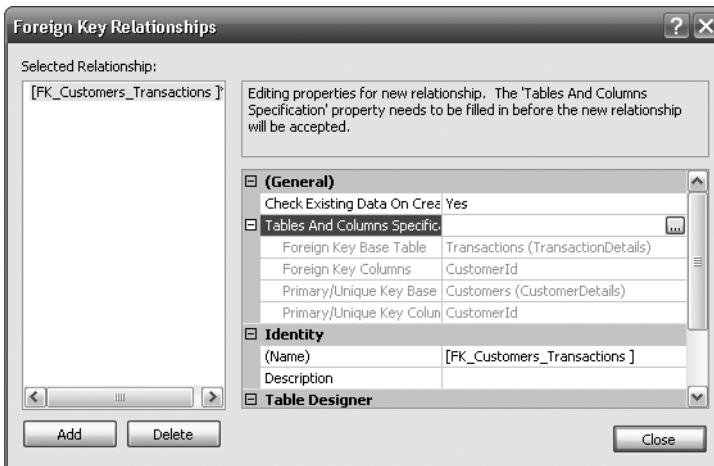 Foreign Key Relationships
Selected Relationship:
[FK_Customers_Transactions ]*
Editing properties for new relationship. The 'Tables And Columns
Specification' property needs to be filled in before the new relationship
will be accepted.
(General)
Check Existing Data On Crea Yes
Tables And Columns Specific. ...
Foreign Key Base Table Transactions (TransactionDetails)
Foreign Key Columns CustomerId
Primary/Unique Key Base Customers (CustomerDetails)
Primary/Unique Key Colun CustomerId
Identity
(Name) [FK_Customers_Transactions ]
Description
Table Designer
Add Delete
Close